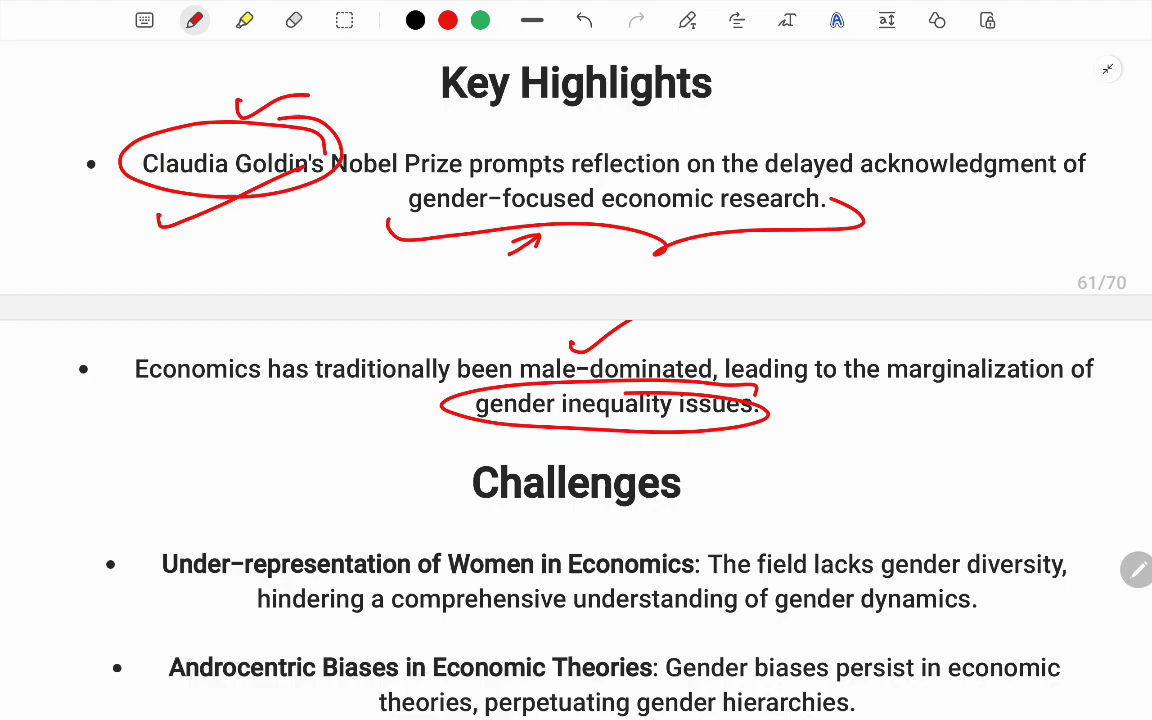 Key Highlights
• Claudia Goldin's Nobel Prize prompts reflection on the delayed acknowledgment of
gender-focused economic research.
61/70
• Economics has traditionally been male-dominated, leading to the marginalization of
gender inequality issues.
Challenges
• Under-representation of Women in Economics: The field lacks gender diversity,
hindering a comprehensive understanding of gender dynamics.
• Androcentric Biases in Economic Theories: Gender biases persist in economic
theories, perpetuating gender hierarchies.